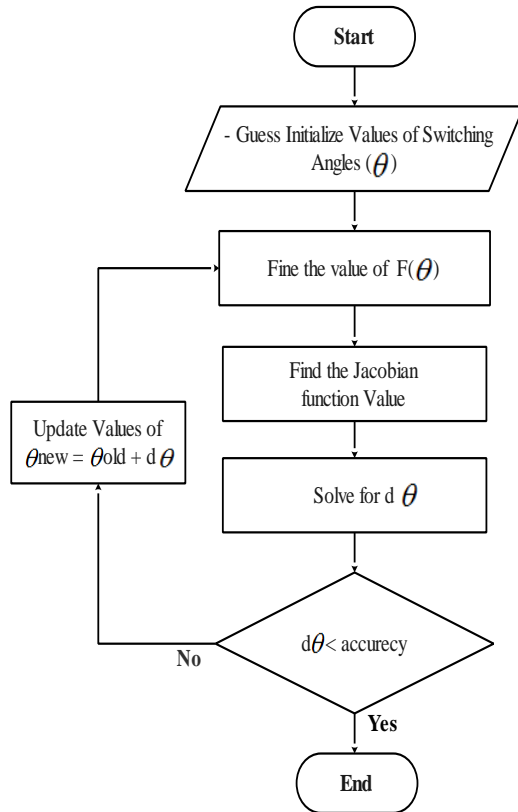 Start
- Guess Initialize Values of Switching
Angles (θ)
Fine the value of F(θ)
Find the Jacobian
function Value
Update Values of
θnew = θold + dθ
Solve for d θ
dθ< accurecy
No
Yes
End